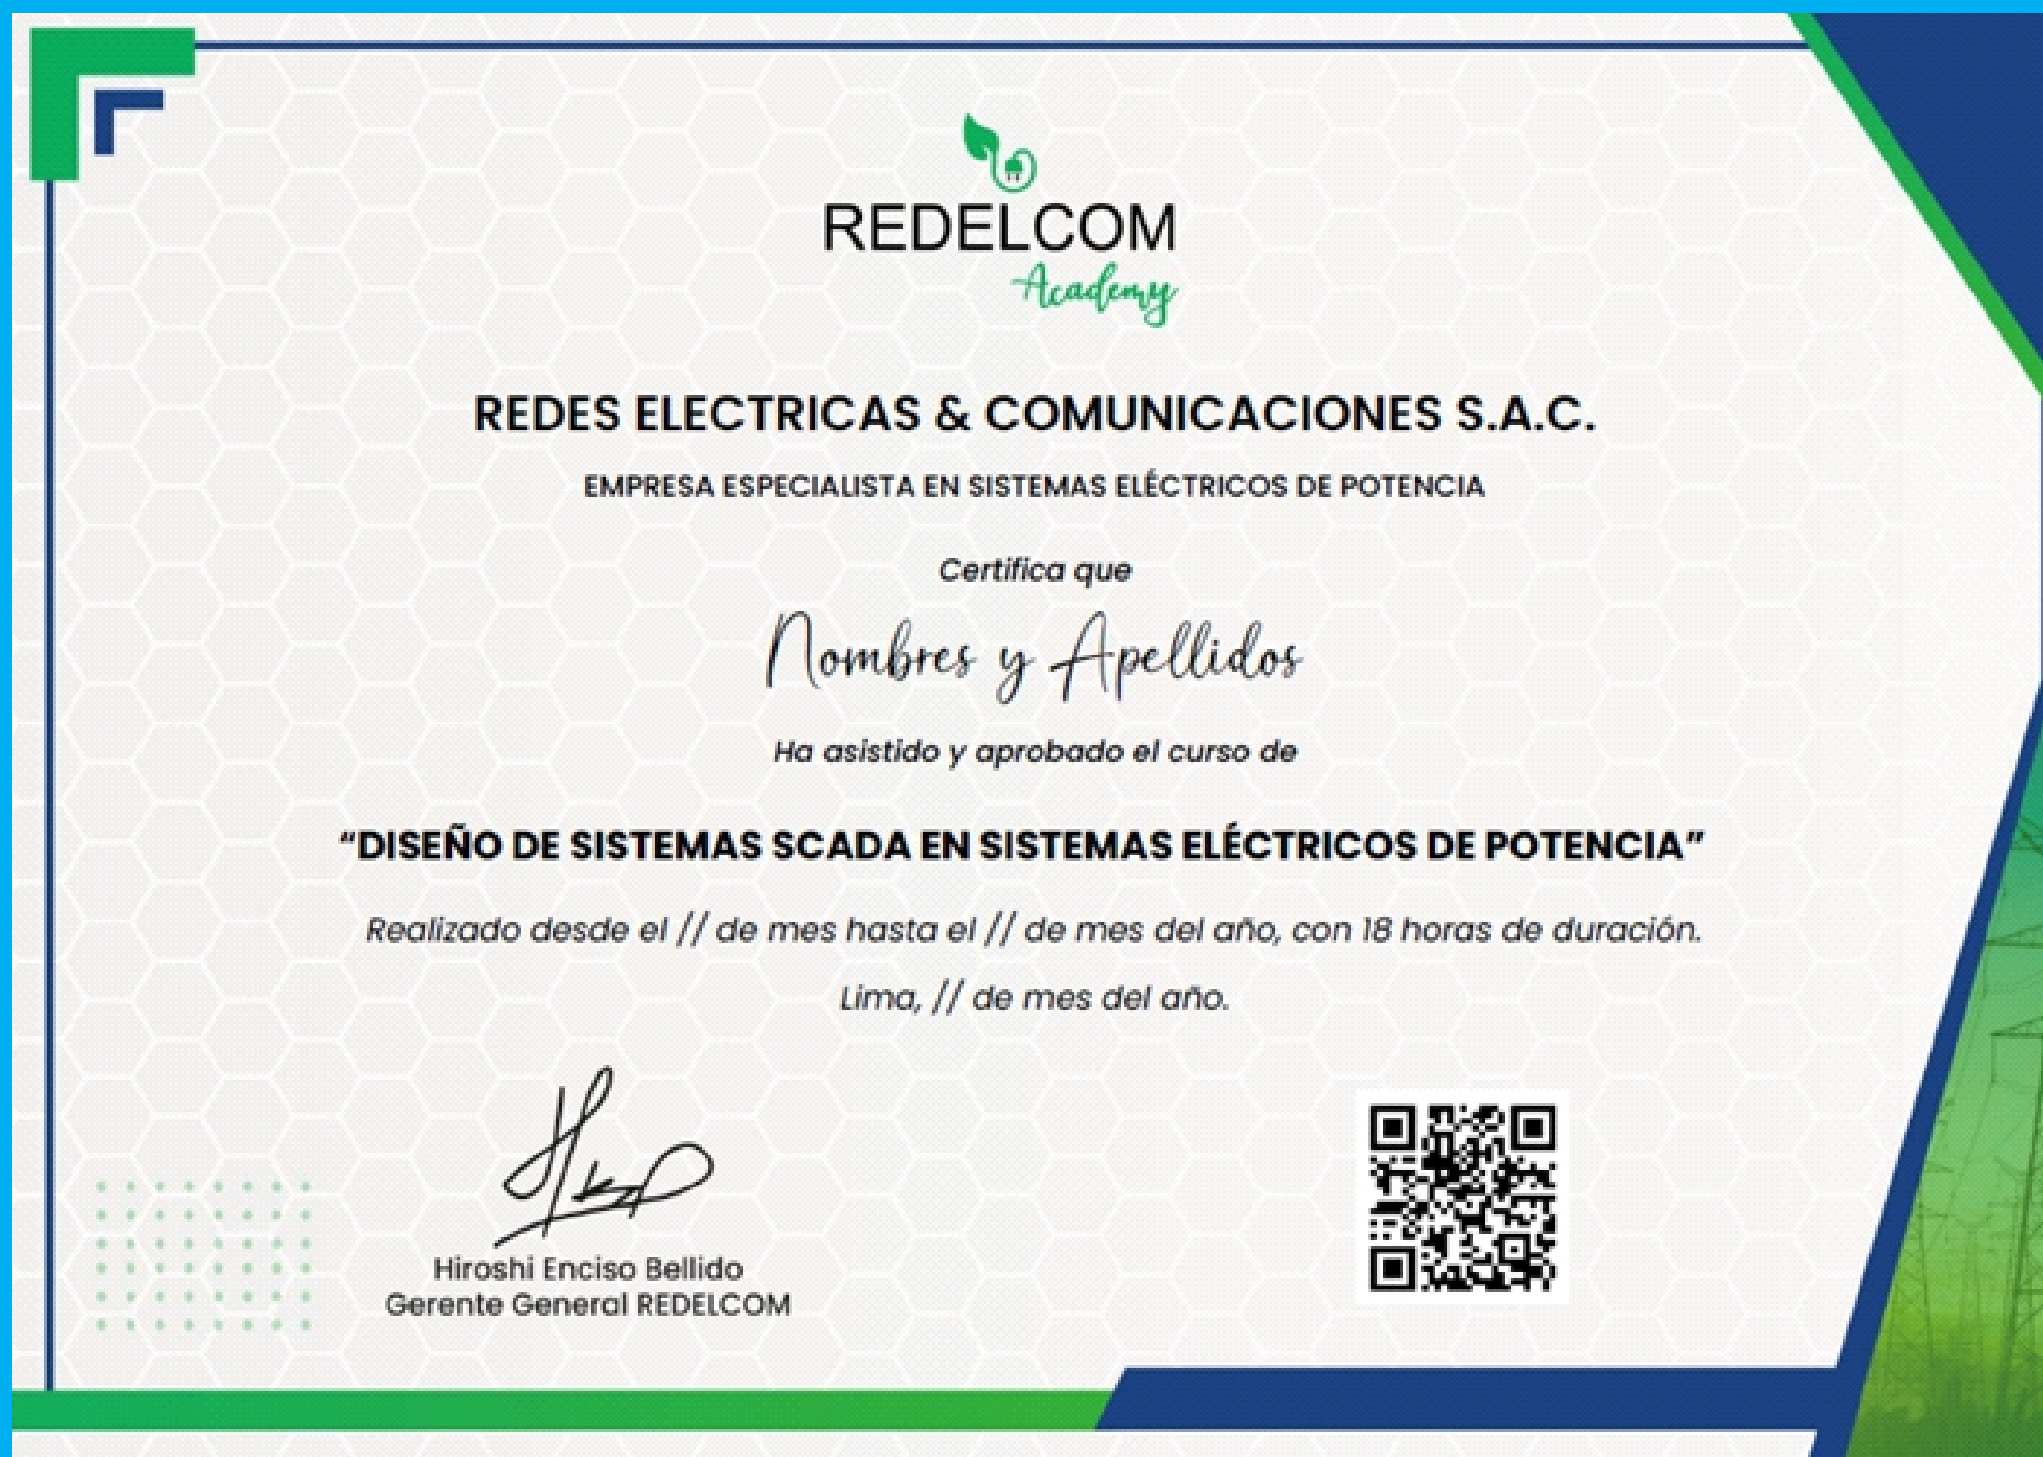 REDELCOM
Academy
REDES ELECTRICAS & COMUNICACIONES S.A.C.
EMPRESA ESPECIALISTA EN SISTEMAS ELÉCTRICOS DE POTENCIA
Certifica que
Nombres y Apellidos
Ha asistido y aprobado el curso de
“DISEÑO DE SISTEMAS SCADA EN SISTEMAS ELÉCTRICOS DE POTENCIA”
Realizado desde el // de mes hasta el // de mes del año, con 18 horas de duración.
Lima, // de mes del año.
Hiroshi Enciso Bellido
Gerente General REDELCOM